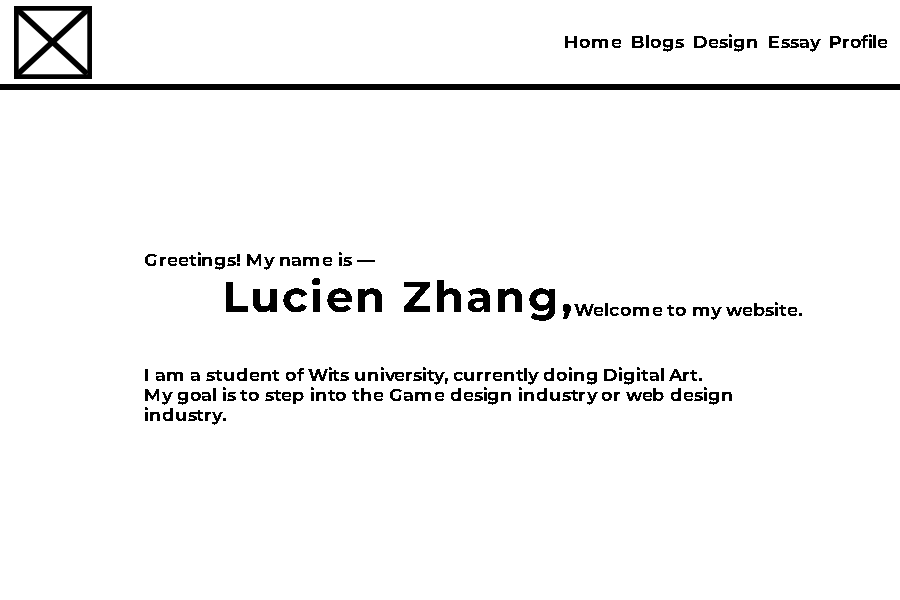 Home Blogs Design Essay Profile
Greetings! My name is —
Lucien Zhang, Welcome to my website.
I am a student of Wits university, currently doing Digital Art.
My goal is to step into the Game design industry or web design
industry.